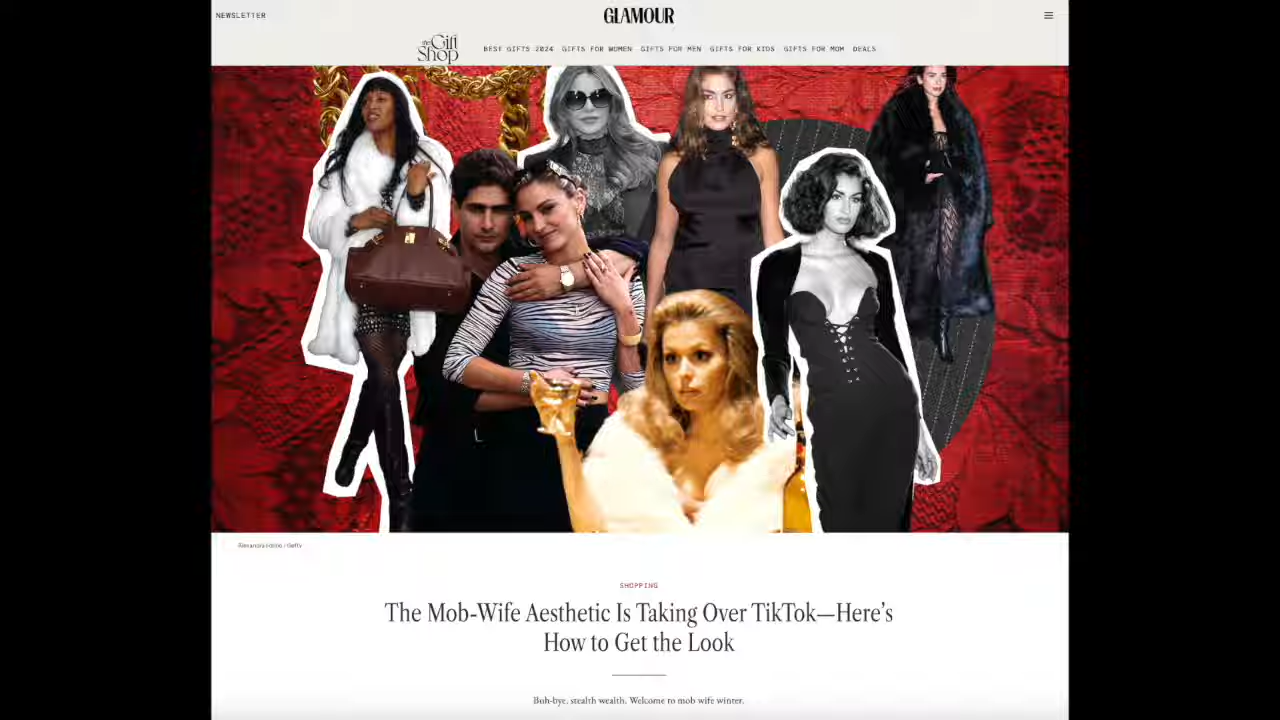 NEWSLETTER
GLAMOUR
the Gift
Shop
BEST GIFTS 2024 GIFTS FOR WOMEN GIFTS FOR MEN GIFTS FOR KIDS GIFTS FOR MOM DEALS
/ Getty
SHOPPING
The Mob-Wife Aesthetic Is Taking Over TikTok—Here's
How to Get the Look
Buh-bye, stealth wealth. Welcome to mob wife winter.